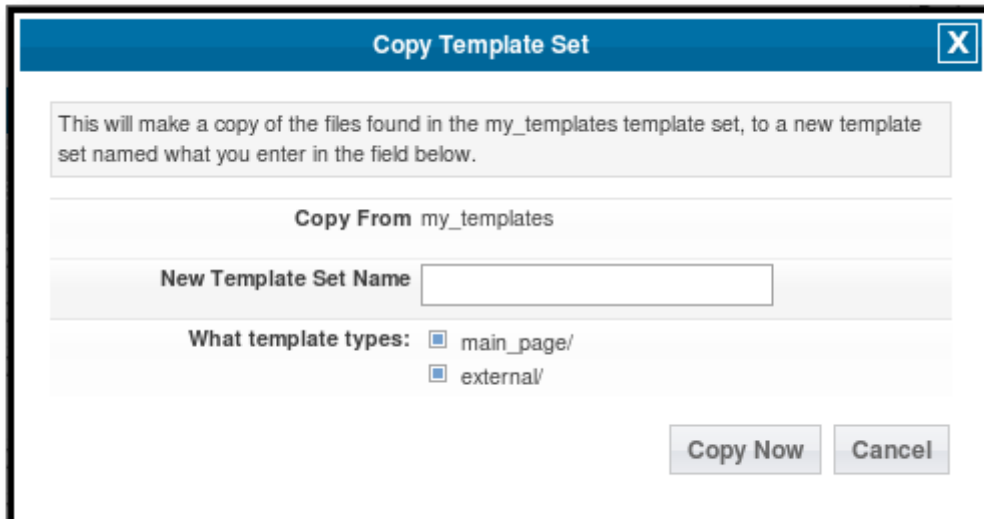 Copy Template Set
X
This will make a copy of the files found in the my_templates template set, to a new template
set named what you enter in the field below.
Copy From my_templates
New Template Set Name
What template types: main_page/
external/
Copy Now Cancel